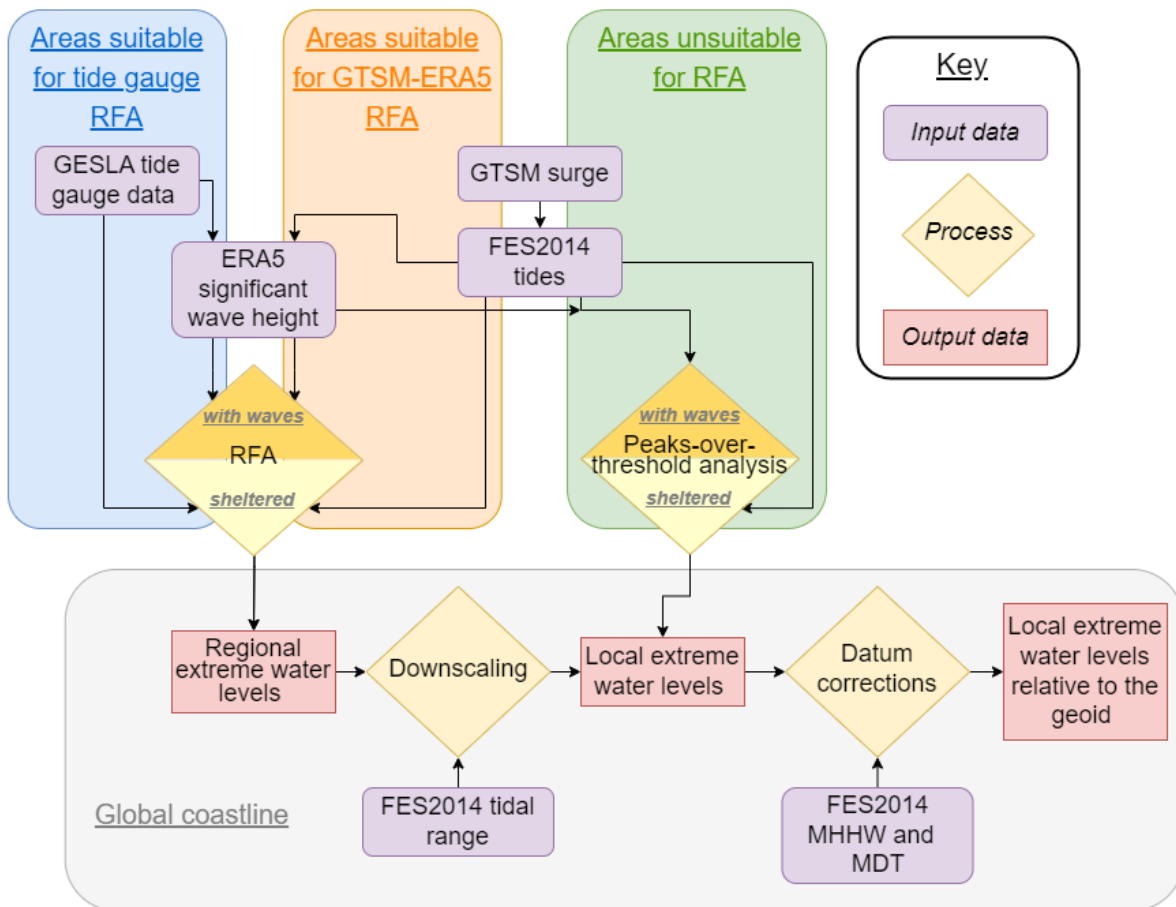 Areas suitable
for tide gauge
RFA
Areas suitable
for GTSM-ERA5
RFA
Areas unsuitable
for RFA
Key
Input data
Process
Output data
GESLA tide
gauge data
GTSM surge
ERA5
significant
wave height
FES2014
tides
with waves
RFA
sheltered
with waves
Peaks-over-
threshold analysis
sheltered
Regional
extreme water
levels
Downscaling
Local extreme
water levels
Datum
corrections
Local extreme
water levels
relative to the
geoid
Global coastline
FES2014 tidal
range
FES2014
MHHW and
MDT